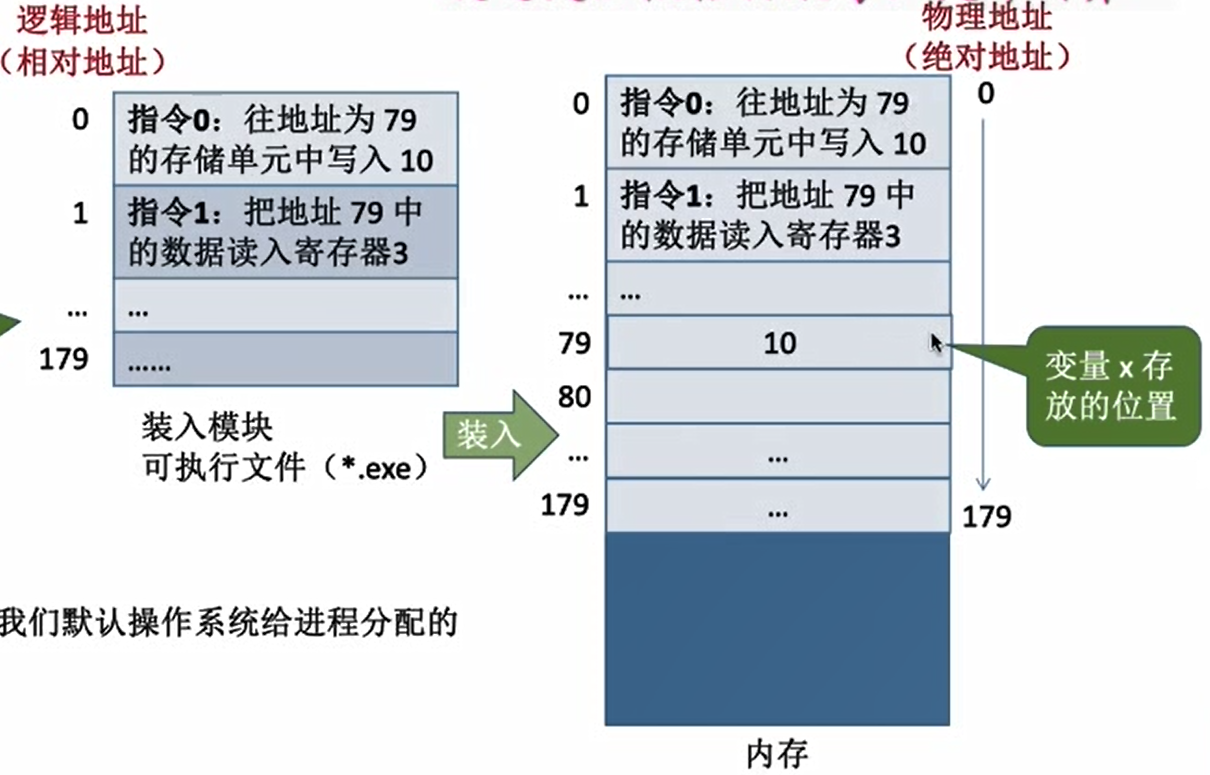 逻辑地址
（相对地址）
0
指令0：往地址为 79
的存储单元中写入 10
1
指令1：把地址 79 中
的数据读入寄存器3
...
...
179
......
装入模块
可执行文件（*.exe）
装入
我们默认操作系统给进程分配的
物理地址
（绝对地址）
0
指令0：往地址为 79
的存储单元中写入 10
1
指令1：把地址 79 中
的数据读入寄存器3
...
...
79
10
80
...
...
179
...
0
179
变量 x 存
放的位置
内存